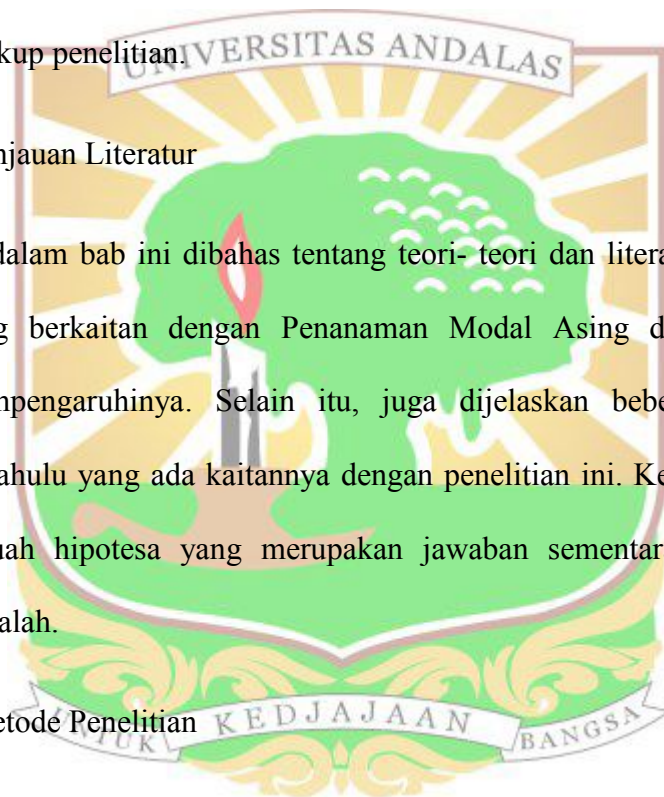 UNIVERSITAS ANDALAS
kup penelitian.
njauan Literatur
dalam bab ini dibahas tentang teori- teori dan litera
g berkaitan dengan Penanaman Modal Asing d
npengaruhinya. Selain itu, juga dijelaskan bebe
ahulu yang ada kaitannya dengan penelitian ini. Ke
uah hipotesa yang merupakan jawaban sementar
alah.
etode Penelitian
UNTUK KEDJAJAAN BANGSA